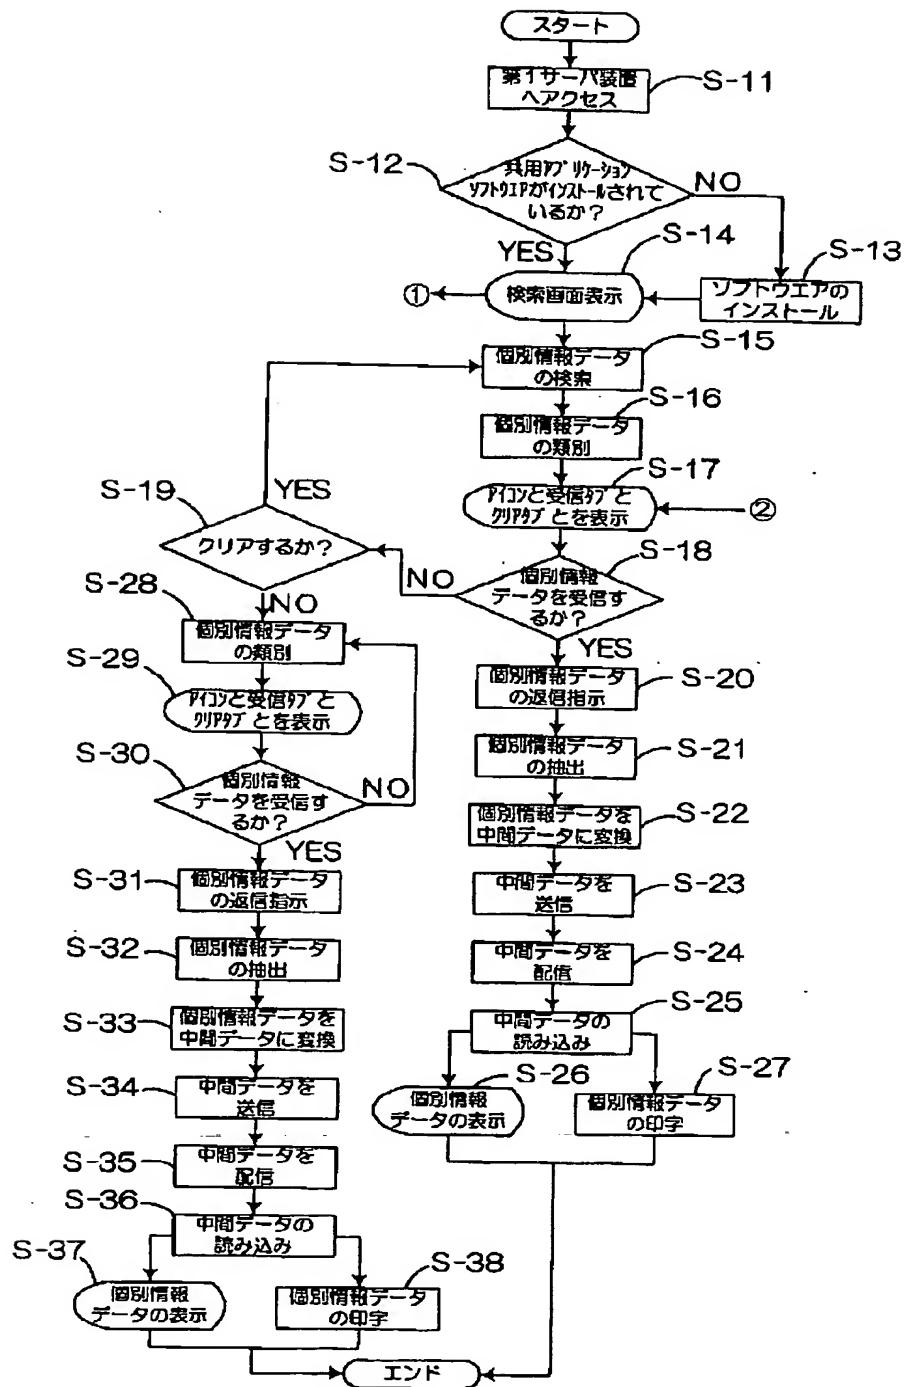 スタート
第1サーバ装置
へアクセス
S-11
S-12
共用アプリケーション
ソフトウエアがインストールされて
いるか？
NO
YES
S-14
S-13
①
検索画面表示
ソフトウエアの
インストール
S-15
個別情報データ
の検索
S-16
個別情報データ
の類別
S-17
アイコンと受信タブと
クリアタブとを表示
②
S-19
YES
クリアするか？
S-18
個別情報
データを受信す
るか？
NO
YES
S-28
NO
個別情報データ
の類別
S-29
アイコンと受信タブと
クリアタブとを表示
S-30
個別情報
データを受信す
るか？
NO
YES
S-20
個別情報データ
の返信指示
S-21
個別情報データ
の抽出
S-22
個別情報データを
中間データに変換
S-23
中間データを
送信
S-24
中間データを
配信
S-25
中間データの
読み込み
S-26
個別情報
データの表示
S-27
個別情報データ
の印字
S-31
個別情報データ
の返信指示
S-32
個別情報データ
の抽出
S-33
個別情報データを
中間データに変換
S-34
中間データを
送信
S-35
中間データを
配信
S-36
中間データの
読み込み
S-37
個別情報
データの表示
S-38
個別情報データ
の印字
エンド